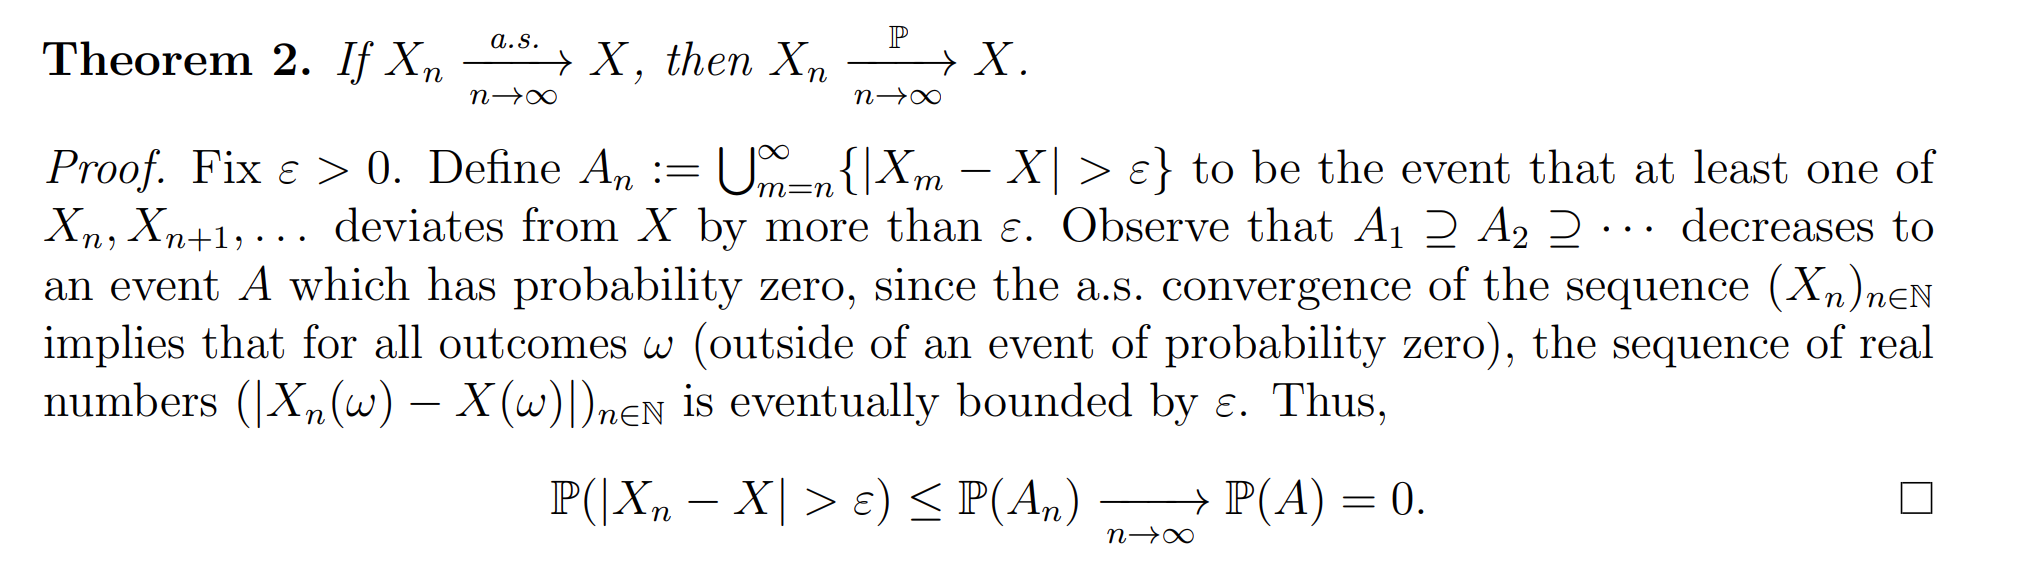 Theorem 2. If $X_n \xrightarrow[n\to\infty]{a.s.} X$, then $X_n \xrightarrow[n\to\infty]{\mathbb{P}} X$.
Proof. Fix $\varepsilon > 0$. Define $A_n := \bigcup_{m=n}^{\infty}\{|X_m - X| > \varepsilon\}$ to be the event that at least one of
$X_n, X_{n+1}, \ldots$ deviates from $X$ by more than $\varepsilon$. Observe that $A_1 \supseteq A_2 \supseteq \cdots$ decreases to
an event $A$ which has probability zero, since the a.s. convergence of the sequence $(X_n)_{n\in\mathbb{N}}$
implies that for all outcomes $\omega$ (outside of an event of probability zero), the sequence of real
numbers $(|X_n(\omega) - X(\omega)|)_{n\in\mathbb{N}}$ is eventually bounded by $\varepsilon$. Thus,
$\mathbb{P}(|X_n - X| > \varepsilon) \leq \mathbb{P}(A_n) \xrightarrow[n\to\infty]{} \mathbb{P}(A) = 0.$ □